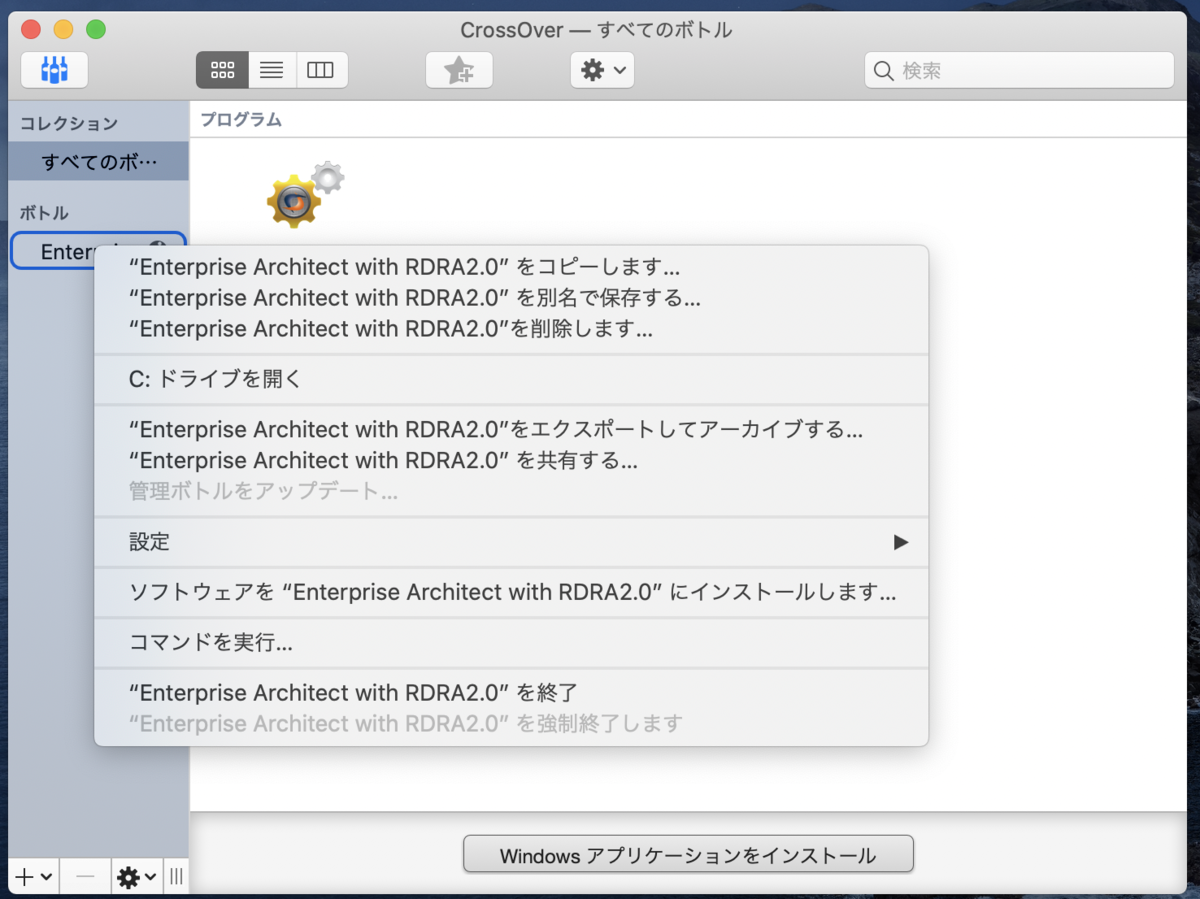 CrossOver — すべてのボトル
検索
コレクション
プログラム
すべてのボ…
ボトル
“Enterprise Architect with RDRA2.0” をコピーします...
“Enterprise Architect with RDRA2.0” を別名で保存する...
“Enterprise Architect with RDRA2.0”を削除します...
C: ドライブを開く
“Enterprise Architect with RDRA2.0”をエクスポートしてアーカイブする...
“Enterprise Architect with RDRA2.0” を共有する...
管理ボトルをアップデート...
設定
ソフトウェアを “Enterprise Architect with RDRA2.0” にインストールします...
コマンドを実行...
“Enterprise Architect with RDRA2.0” を終了
“Enterprise Architect with RDRA2.0” を強制終了します
Windows アプリケーションをインストール